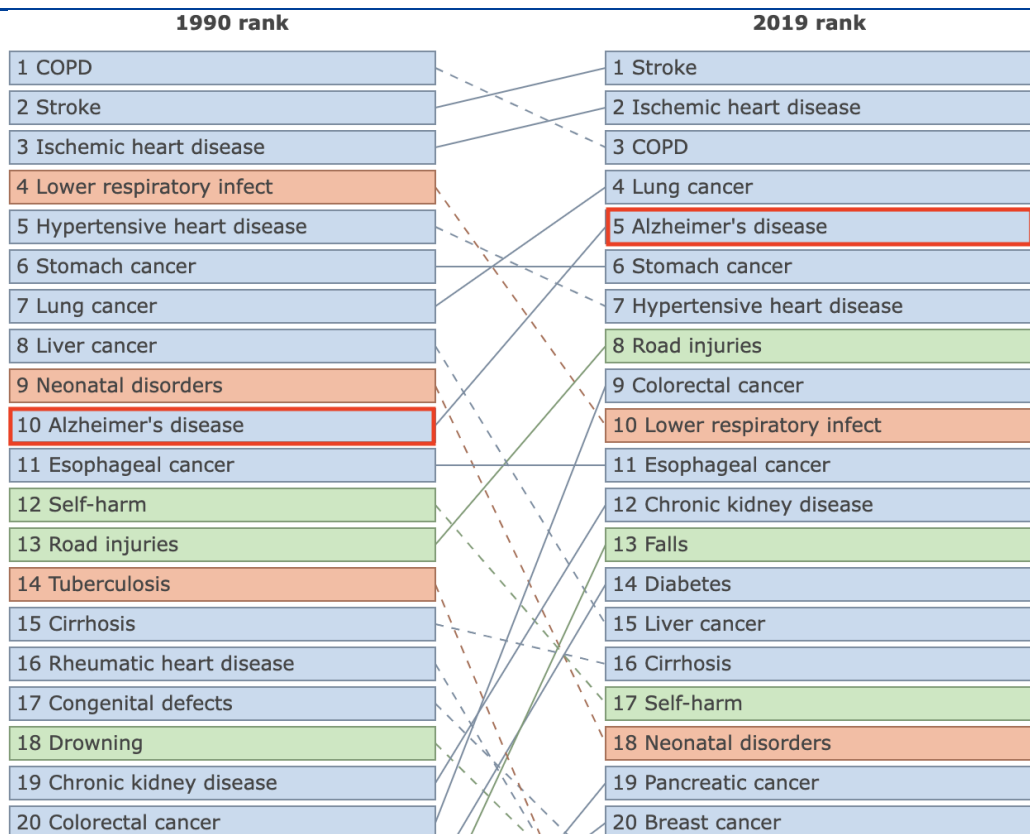 1990 rank
1 COPD
2 Stroke
3 Ischemic heart disease
4 Lower respiratory infect
5 Hypertensive heart disease
6 Stomach cancer
7 Lung cancer
8 Liver cancer
9 Neonatal disorders
10 Alzheimer's disease
11 Esophageal cancer
12 Self-harm
13 Road injuries
14 Tuberculosis
15 Cirrhosis
16 Rheumatic heart disease
17 Congenital defects
18 Drowning
19 Chronic kidney disease
20 Colorectal cancer
2019 rank
1 Stroke
2 Ischemic heart disease
3 COPD
4 Lung cancer
5 Alzheimer's disease
6 Stomach cancer
7 Hypertensive heart disease
8 Road injuries
9 Colorectal cancer
10 Lower respiratory infect
11 Esophageal cancer
12 Chronic kidney disease
13 Falls
14 Diabetes
15 Liver cancer
16 Cirrhosis
17 Self-harm
18 Neonatal disorders
19 Pancreatic cancer
20 Breast cancer